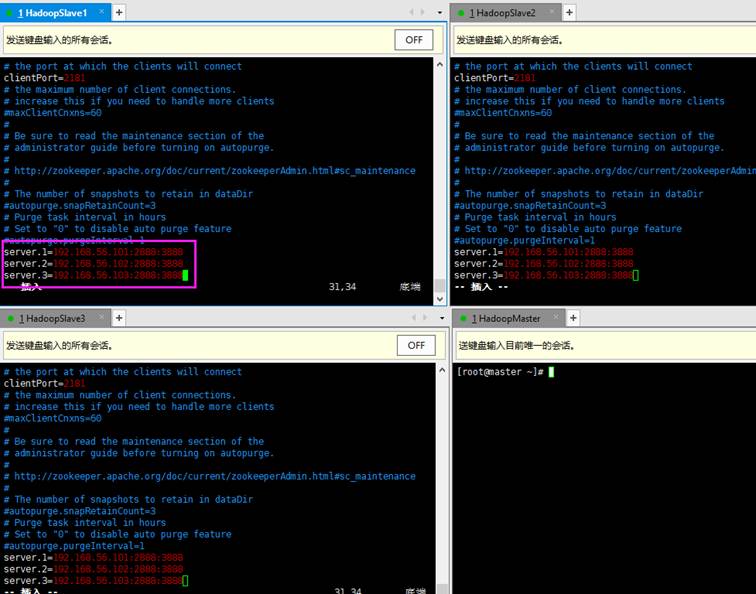 1 HadoopSlave1 × +
发送键盘输入的所有会话。 OFF
# the port at which the clients will connect
clientPort=2181
# the maximum number of client connections.
# increase this if you need to handle more clients
#maxClientCnxns=60
#
# Be sure to read the maintenance section of the
# administrator guide before turning on autopurge.
#
# http://zookeeper.apache.org/doc/current/zookeeperAdmin.html#sc_maintenance
#
# The number of snapshots to retain in dataDir
#autopurge.snapRetainCount=3
# Purge task interval in hours
# Set to "0" to disable auto purge feature
#autopurge.purgeInterval=1
server.1=192.168.56.101:2888:3888
server.2=192.168.56.102:2888:3888
server.3=192.168.56.103:2888:3888
插入 31,34 底端
1 HadoopSlave2 × +
发送键盘输入的所有会话。
# the port at which the clients will connect
clientPort=2181
# the maximum number of client connections.
# increase this if you need to handle more clients
#maxClientCnxns=60
#
# Be sure to read the maintenance section of the
# administrator guide before turning on autopurge.
#
# http://zookeeper.apache.org/doc/current/zookeeperAdmin
#
# The number of snapshots to retain in dataDir
#autopurge.snapRetainCount=3
# Purge task interval in hours
# Set to "0" to disable auto purge feature
#autopurge.purgeInterval=1
server.1=192.168.56.101:2888:3888
server.2=192.168.56.102:2888:3888
server.3=192.168.56.103:2888:3888
-- 插入 --
1 HadoopSlave3 × +
发送键盘输入的所有会话。 OFF
# the port at which the clients will connect
clientPort=2181
# the maximum number of client connections.
# increase this if you need to handle more clients
#maxClientCnxns=60
#
# Be sure to read the maintenance section of the
# administrator guide before turning on autopurge.
#
# http://zookeeper.apache.org/doc/current/zookeeperAdmin.html#sc_maintenance
#
# The number of snapshots to retain in dataDir
#autopurge.snapRetainCount=3
# Purge task interval in hours
# Set to "0" to disable auto purge feature
#autopurge.purgeInterval=1
server.1=192.168.56.101:2888:3888
server.2=192.168.56.102:2888:3888
server.3=192.168.56.103:2888:3888
-- 插入 -- 31,34 底端
1 HadoopMaster × +
送键盘输入目前唯一的会话。
[root@master ~]#